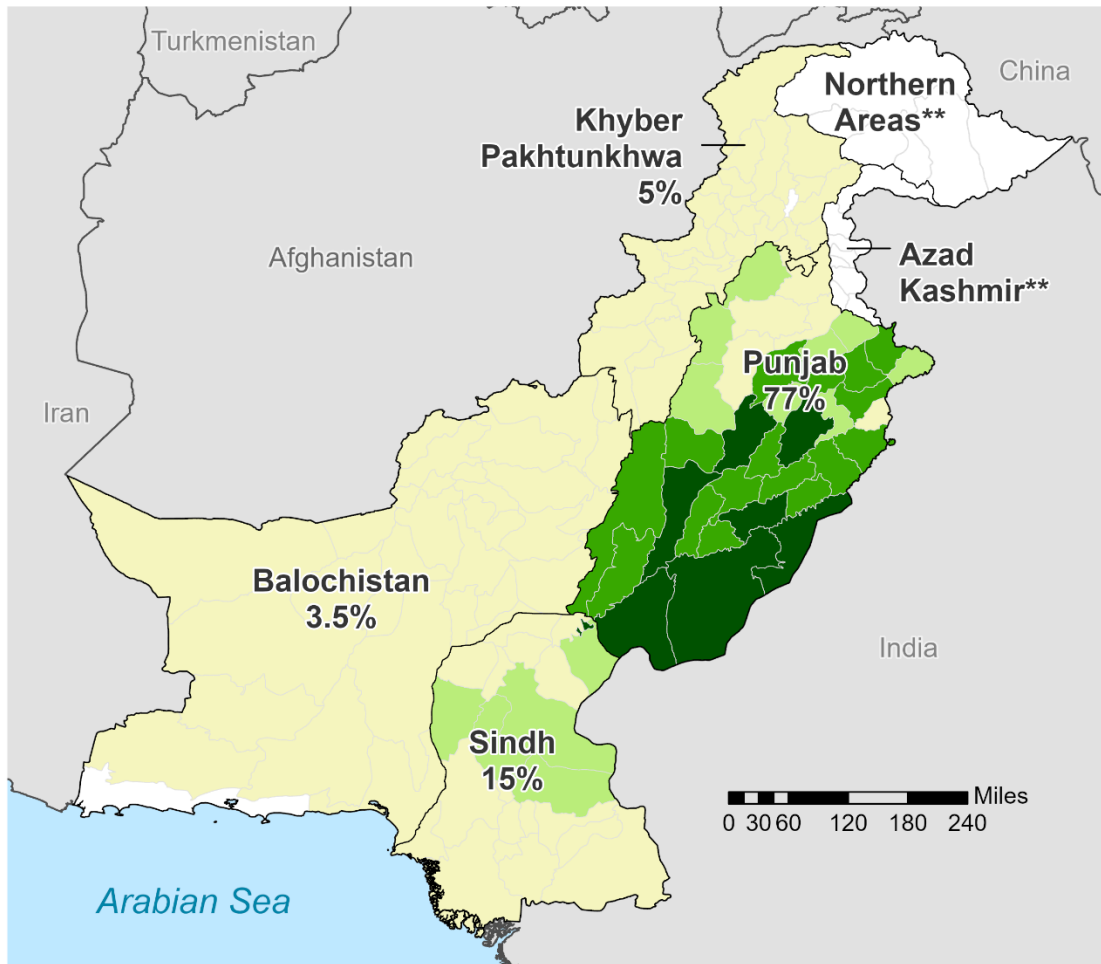 Turkmenistan
China
Northern
Areas**
Khyber
Pakhtunkhwa
5%
Afghanistan
Azad
Kashmir**
Punjab
77%
Iran
Balochistan
3.5%
India
Sindh
15%
Miles
0 30 60 120 180 240
Arabian Sea